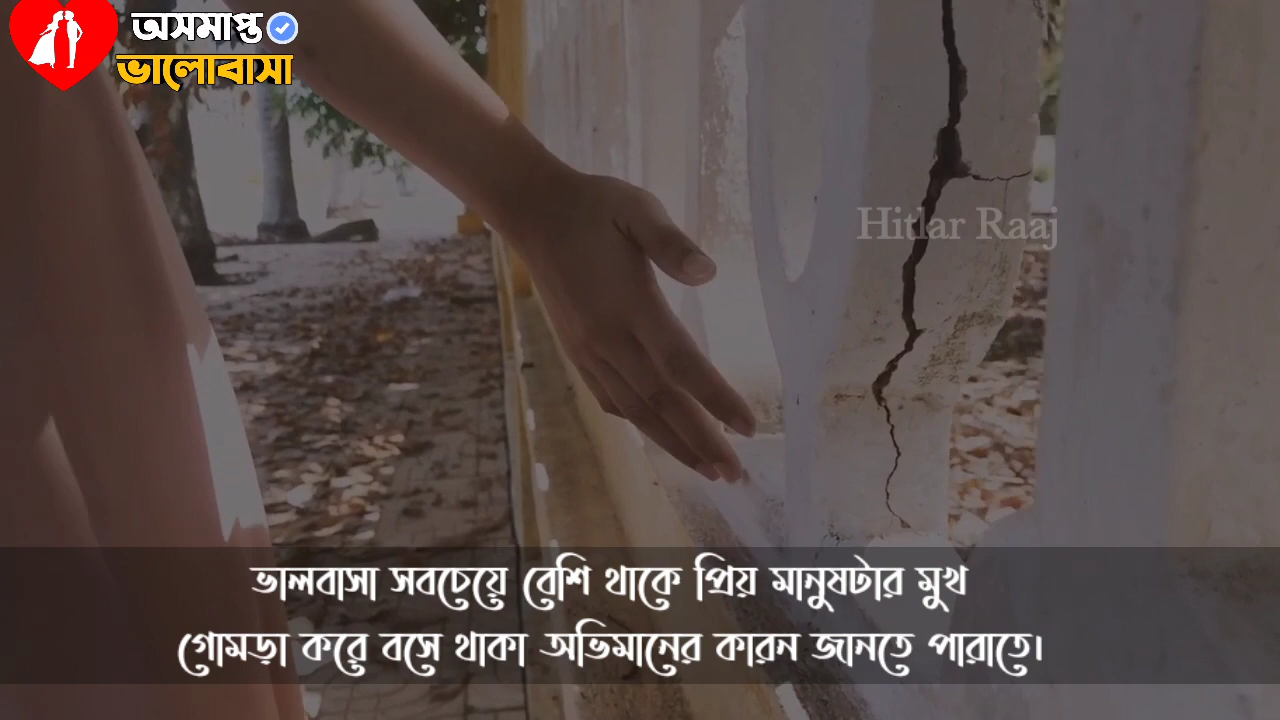 অসমাপ্ত
ভালোবাসা
Hitlar Raaj
ভালবাসা সবচেয়ে বেশি থাকে প্রিয় মানুষটার মুখ
গোমড়া করে বসে থাকা অভিমানের কারন জানতে পারাতে।